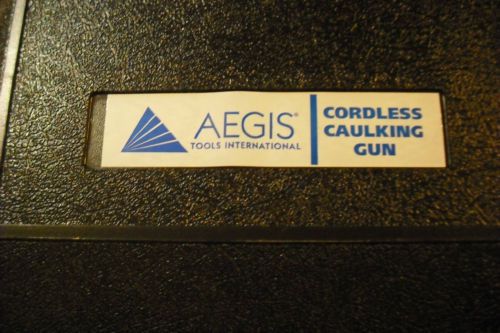 AEGIS®
TOOLS INTERNATIONAL
CORDLESS
CAULKING
GUN